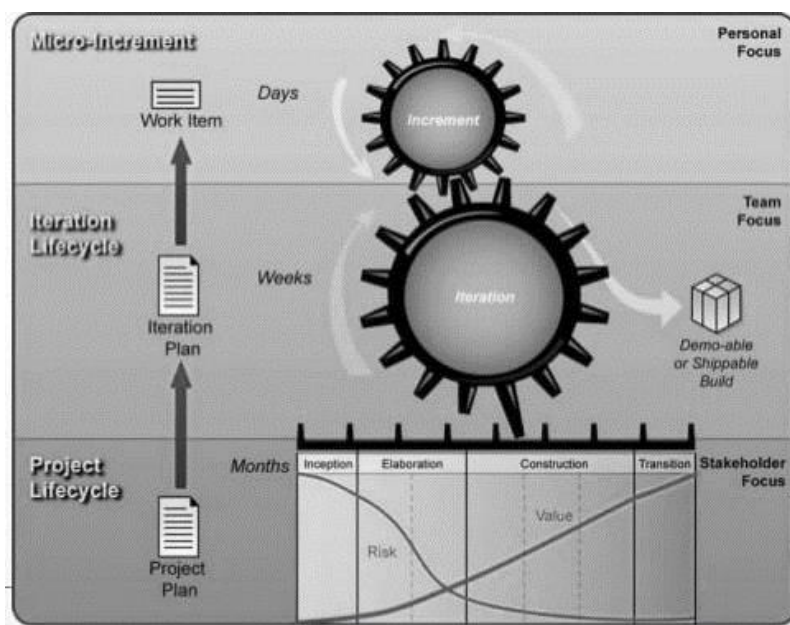 Micro-Increment
Personal
Focus
Days
Work Item
Increment
Iteration
Lifecycle
Team
Focus
Weeks
Iteration
Plan
Iteration
Demo-able
or Shippable
Build
Project
Lifecycle
Months
Inception
Elaboration
Construction
Transition
Stakeholder
Focus
Risk
Value
Project
Plan